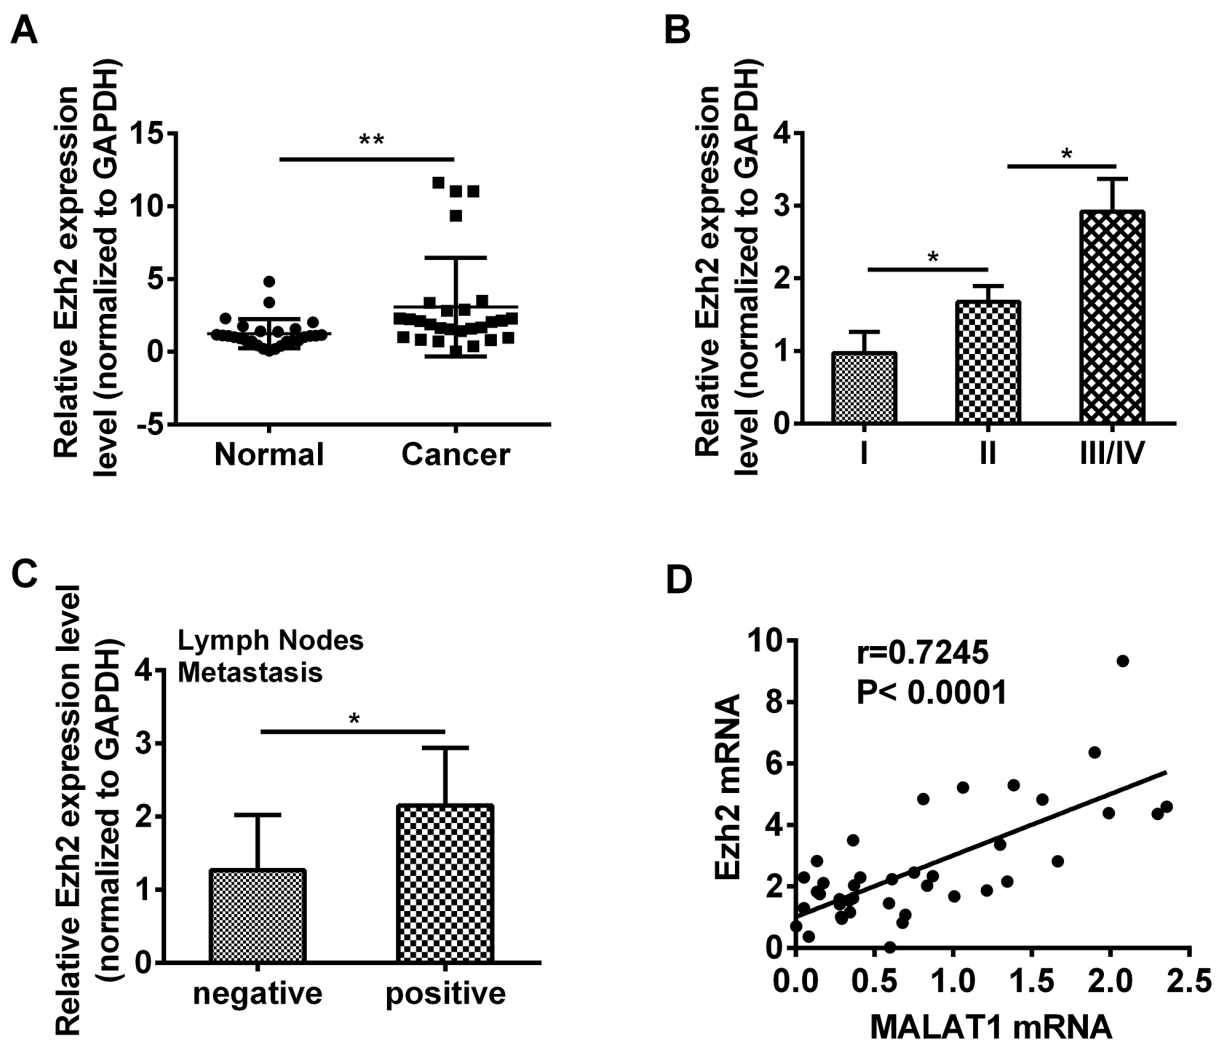 A
Relative Ezh2 expression
level (normalized to GAPDH)
15
10
5
0
-5
**
Normal Cancer
B
Relative Ezh2 expression
level (normalized to GAPDH)
4
3
2
1
0
*
*
I II III/IV
C
Relative Ezh2 expression level
(normalized to GAPDH)
Lymph Nodes
Metastasis
4
3
2
1
0
*
negative positive
D
Ezh2 mRNA
10
8
6
4
2
0
r=0.7245
P< 0.0001
0.0 0.5 1.0 1.5 2.0 2.5
MALAT1 mRNA